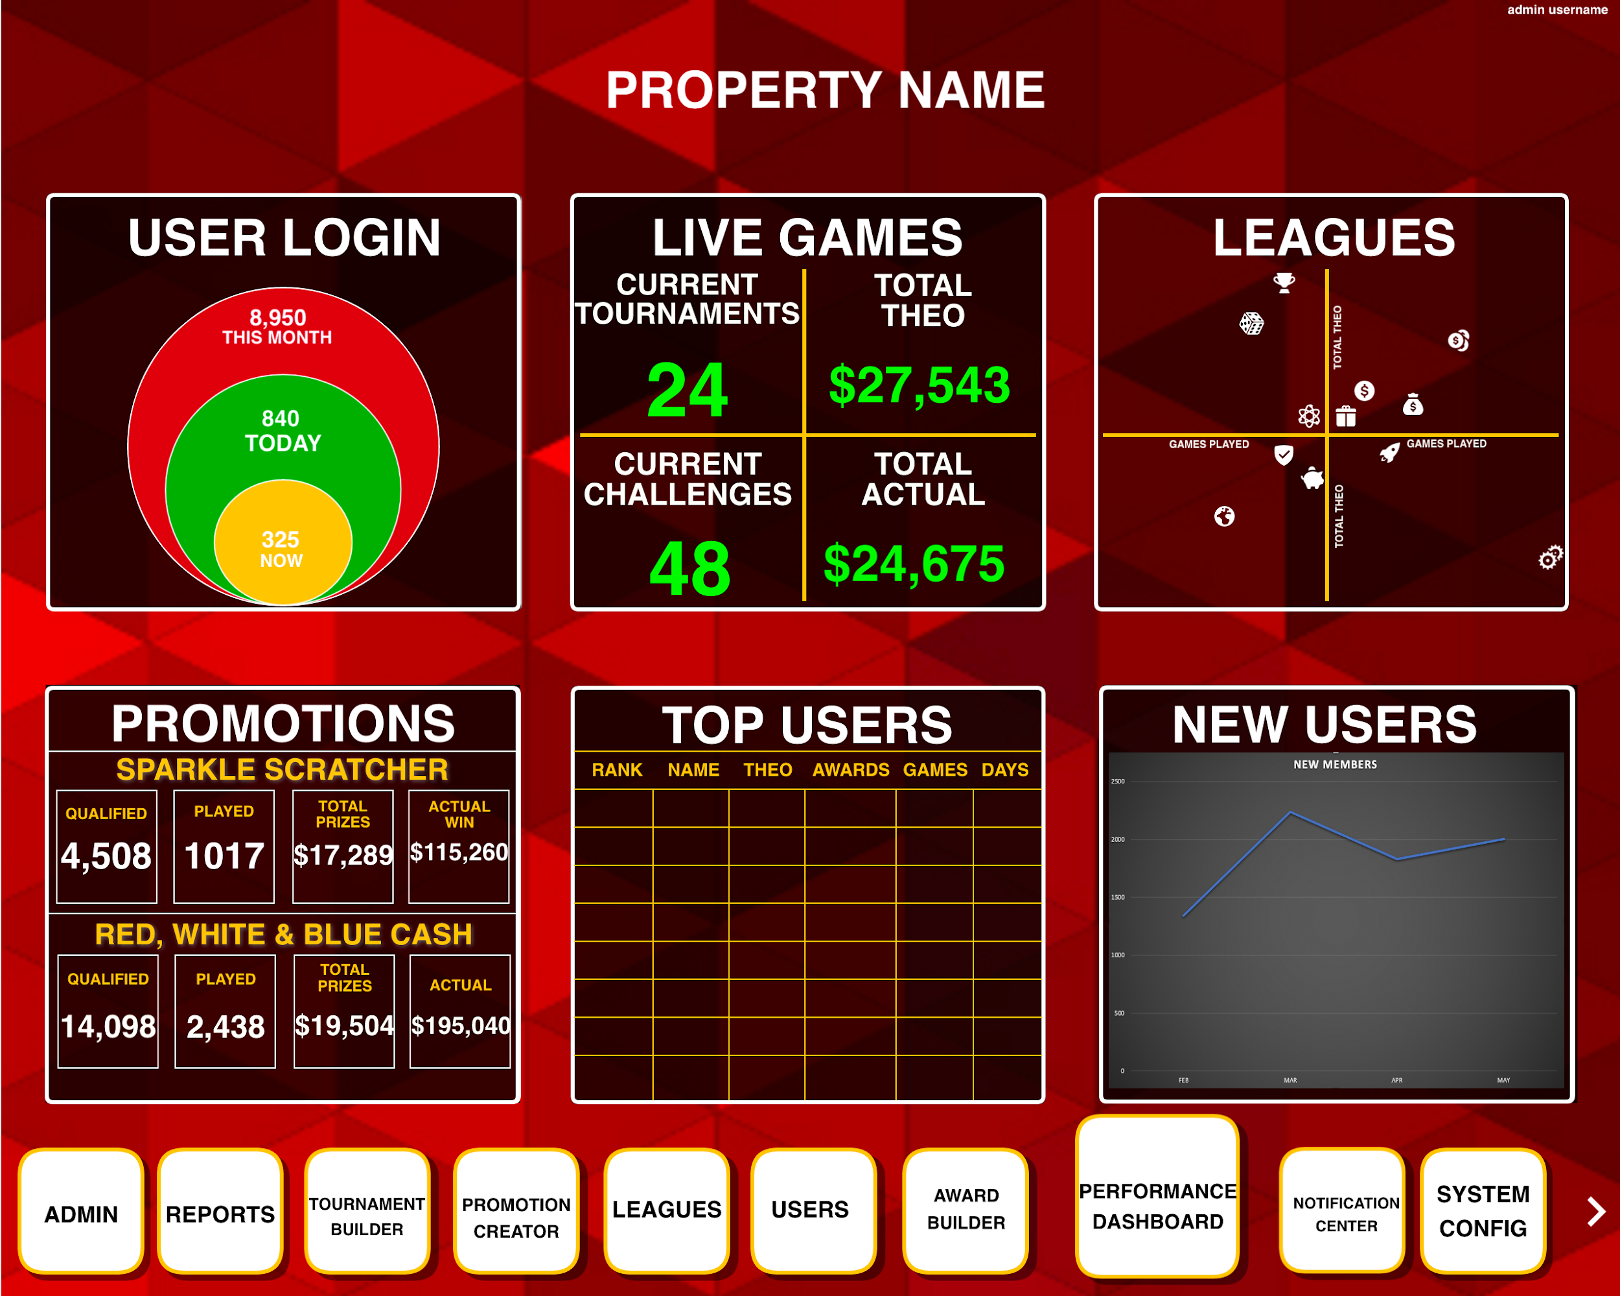 admin username
PROPERTY NAME
USER LOGIN
8,950
THIS MONTH
840
TODAY
325
NOW
LIVE GAMES
CURRENT
TOURNAMENTS
24
TOTAL
THEO
$27,543
CURRENT
CHALLENGES
48
TOTAL
ACTUAL
$24,675
LEAGUES
TOTAL THEO
GAMES PLAYED
GAMES PLAYED
TOTAL THEO
PROMOTIONS
SPARKLE SCRATCHER
QUALIFIED
4,508
PLAYED
1017
TOTAL
PRIZES
$17,289
ACTUAL
WIN
$115,260
RED, WHITE & BLUE CASH
QUALIFIED
14,098
PLAYED
2,438
TOTAL
PRIZES
$19,504
ACTUAL
$195,040
TOP USERS
RANK NAME THEO AWARDS GAMES DAYS
NEW USERS
NEW MEMBERS
2500
2000
1500
1000
500
0
FEB MAR APR MAY
ADMIN
REPORTS
TOURNAMENT
BUILDER
PROMOTION
CREATOR
LEAGUES
USERS
AWARD
BUILDER
PERFORMANCE
DASHBOARD
NOTIFICATION
CENTER
SYSTEM
CONFIG